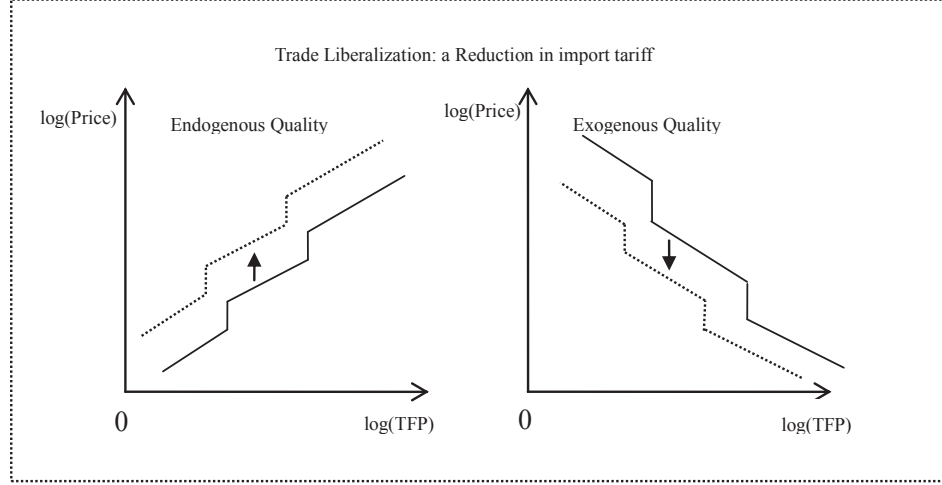 Trade Liberalization: a Reduction in import tariff
log(Price)
Endogenous Quality
0
log(TFP)
log(Price)
Exogenous Quality
0
log(TFP)